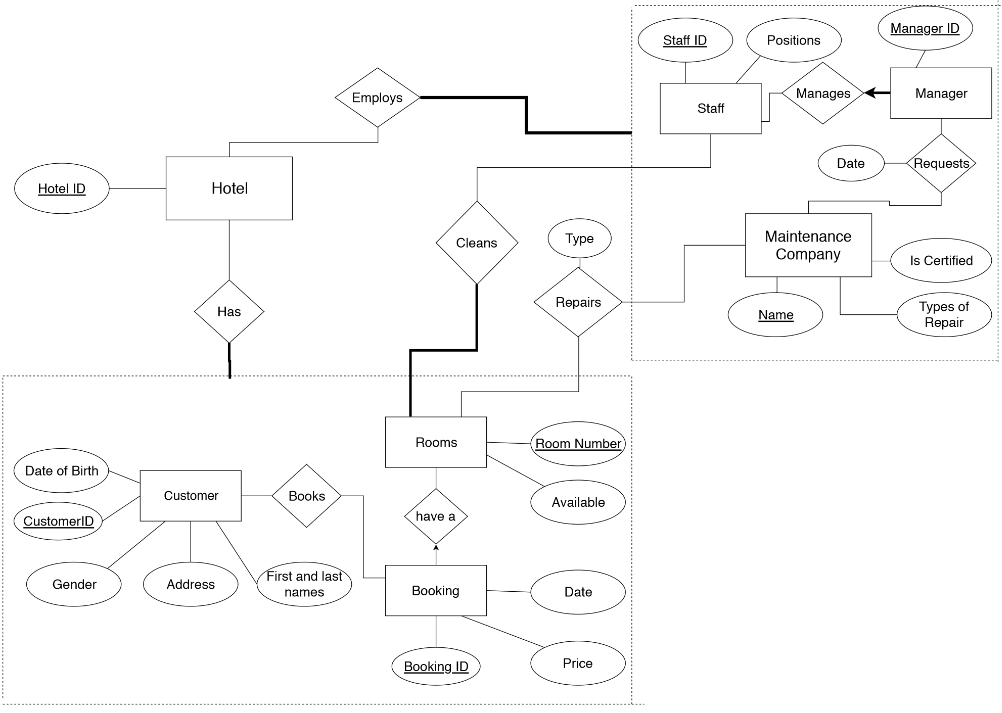 Staff ID
Positions
Manager ID
Employs
Staff
Manages
Manager
Hotel ID
Hotel
Date
Requests
Cleans
Type
Maintenance
Company
Is Certified
Has
Repairs
Name
Types of
Repair
Rooms
Room Number
Date of Birth
Customer
Books
Available
CustomerID
have a
Gender
Address
First and last
names
Booking
Date
Booking ID
Price